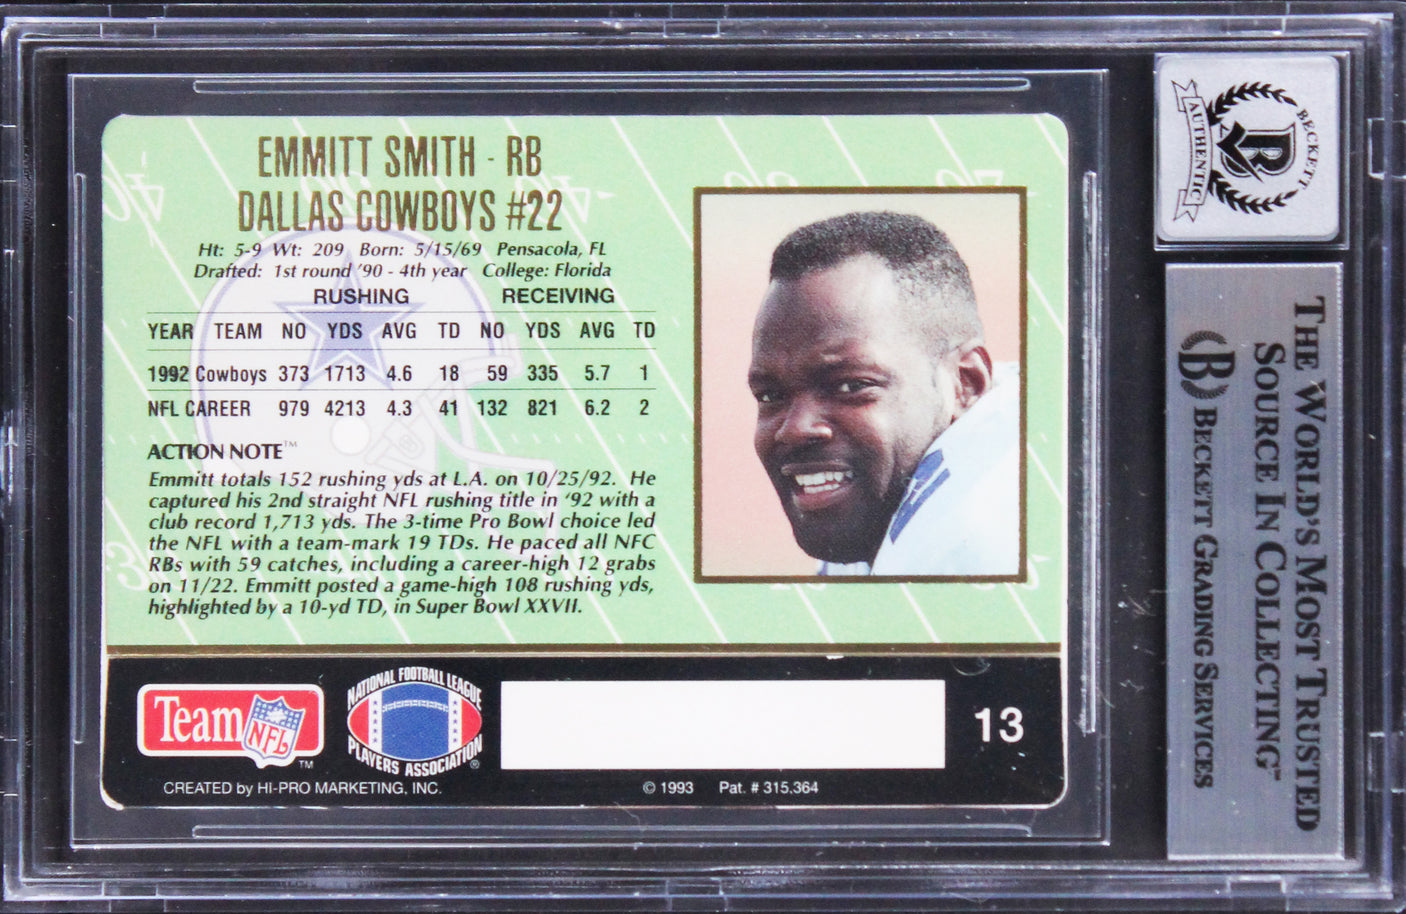 EMMITT SMITH - RB
DALLAS COWBOYS #22
Ht: 5-9 Wt: 209 Born: 5/15/69 Pensacola, FL
Drafted: 1st round '90 - 4th year College: Florida
RUSHING RECEIVING
YEAR TEAM NO YDS AVG TD NO YDS AVG TD
1992 Cowboys 373 1713 4.6 18 59 335 5.7 1
NFL CAREER 979 4213 4.3 41 132 821 6.2 2
ACTION NOTE™
Emmitt totals 152 rushing yds at L.A. on 10/25/92. He
captured his 2nd straight NFL rushing title in '92 with a
club record 1,713 yds. The 3-time Pro Bowl choice led
the NFL with a team-mark 19 TDs. He paced all NFC
RBs with 59 catches, including a career-high 12 grabs
on 11/22. Emmitt posted a game-high 108 rushing yds,
highlighted by a 10-yd TD, in Super Bowl XXVII.
Team NFL™
NATIONAL FOOTBALL LEAGUE
PLAYERS ASSOCIATION®
13
CREATED by HI-PRO MARKETING, INC.
© 1993 Pat. # 315,364
BECKETT
B
AUTHENTIC
THE WORLD'S MOST TRUSTED
SOURCE IN COLLECTING™
B BECKETT GRADING SERVICES